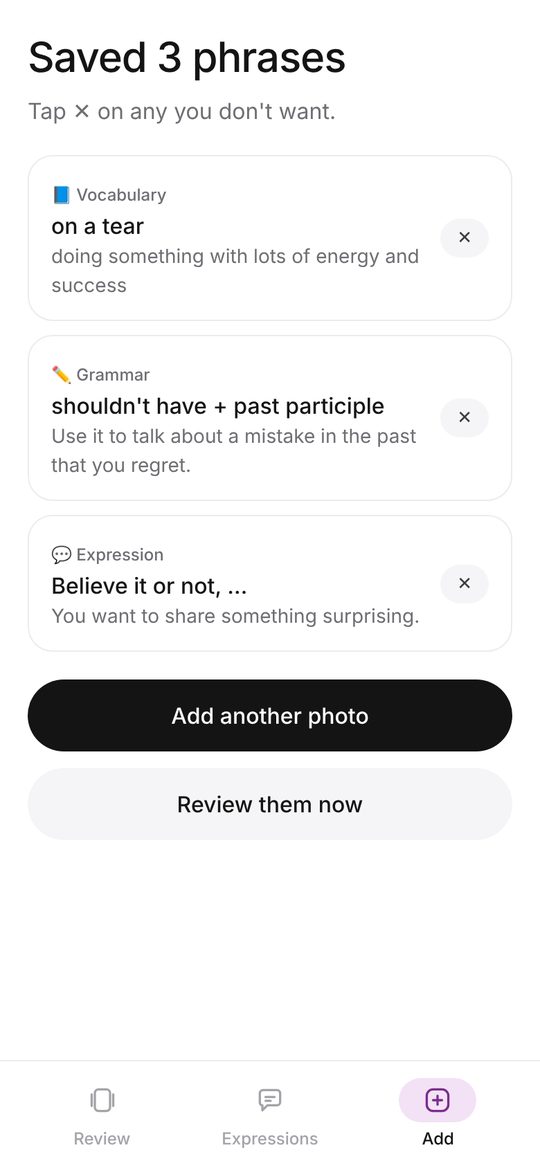 Saved 3 phrases
Tap ✕ on any you don't want.
📘 Vocabulary
on a tear
doing something with lots of energy and
success
✕
✏️ Grammar
shouldn't have + past participle
Use it to talk about a mistake in the past
that you regret.
✕
💬 Expression
Believe it or not, ...
You want to share something surprising.
✕
Add another photo
Review them now
Review
Expressions
Add